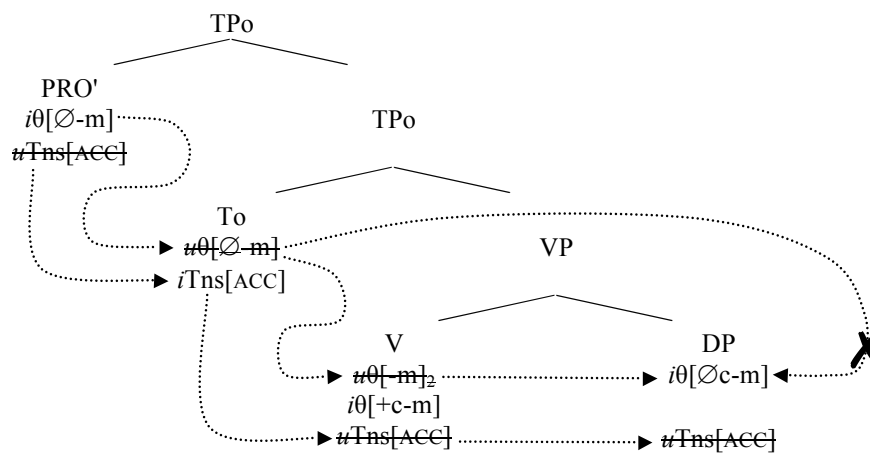 TPo
PRO'
iθ[∅-m]
uTns[ACC]
TPo
To
uθ[∅-m]
iTns[ACC]
VP
V
uθ[-m]₂
iθ[+c-m]
uTns[ACC]
DP
iθ[∅c-m]
uTns[ACC]